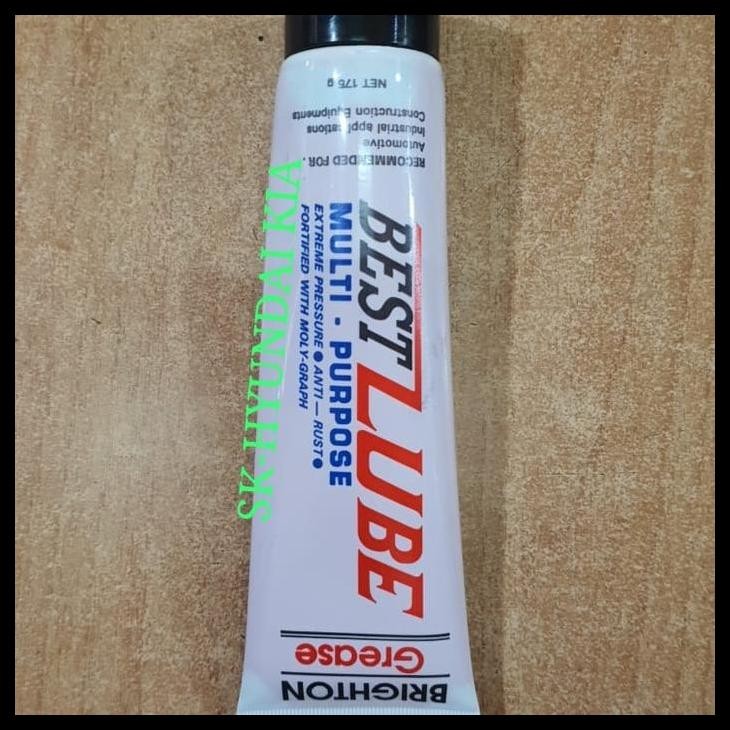 BRIGHTON
Grease
BEST LUBE
MULTI - PURPOSE
EXTREME PRESSURE ● ANTI — RUST ●
FORTIFIED WITH MOLY-GRAPH
RECOMMENDED FOR .
Automotive
Industrial applications
Construction Equipments
NET 175 g
SK-HYUNDAI KIA